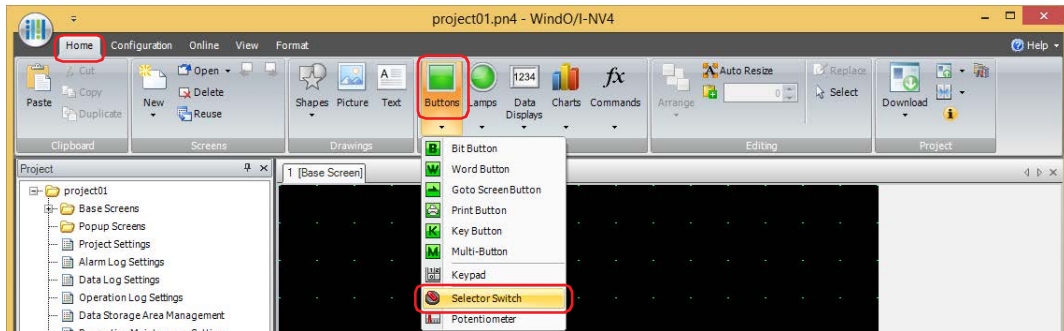 project01.pn4 - WindO/I-NV4
Home Configuration Online View Format Help
Cut
Copy
Duplicate
Paste
Clipboard
New
Open
Delete
Reuse
Screens
Shapes Picture Text
Drawings
A
Buttons Lamps Data Displays Charts Commands
1234
fx
Arrange
Auto Resize
0
Replace
Select
Editing
Download
Project
Project
project01
Base Screens
Popup Screens
Project Settings
Alarm Log Settings
Data Log Settings
Operation Log Settings
Data Storage Area Management
1 [Base Screen]
B Bit Button
W Word Button
Goto Screen Button
Print Button
K Key Button
M Multi-Button
Keypad
Selector Switch
Potentiometer